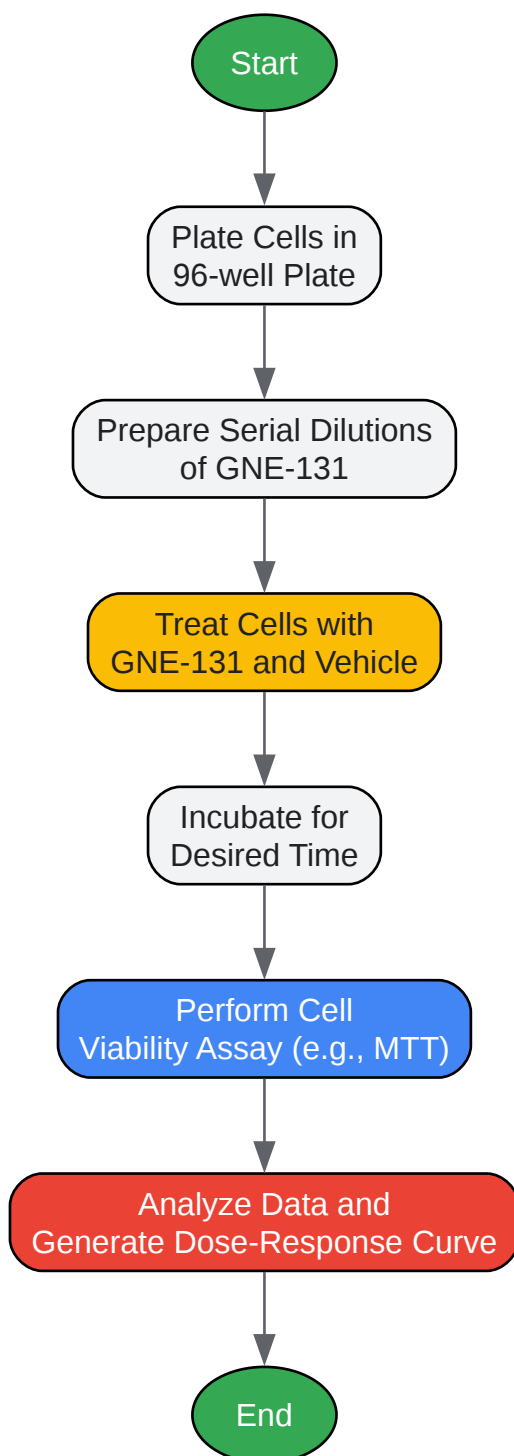 Start
Plate Cells in
96-well Plate
Prepare Serial Dilutions
of GNE-131
Treat Cells with
GNE-131 and Vehicle
Incubate for
Desired Time
Perform Cell
Viability Assay (e.g., MTT)
Analyze Data and
Generate Dose-Response Curve
End